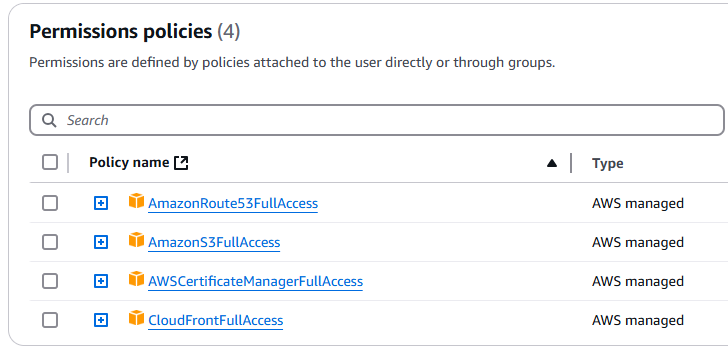 Permissions policies (4)
Permissions are defined by policies attached to the user directly or through groups.
Search
Policy name Type
AmazonRoute53FullAccess AWS managed
AmazonS3FullAccess AWS managed
AWSCertificateManagerFullAccess AWS managed
CloudFrontFullAccess AWS managed